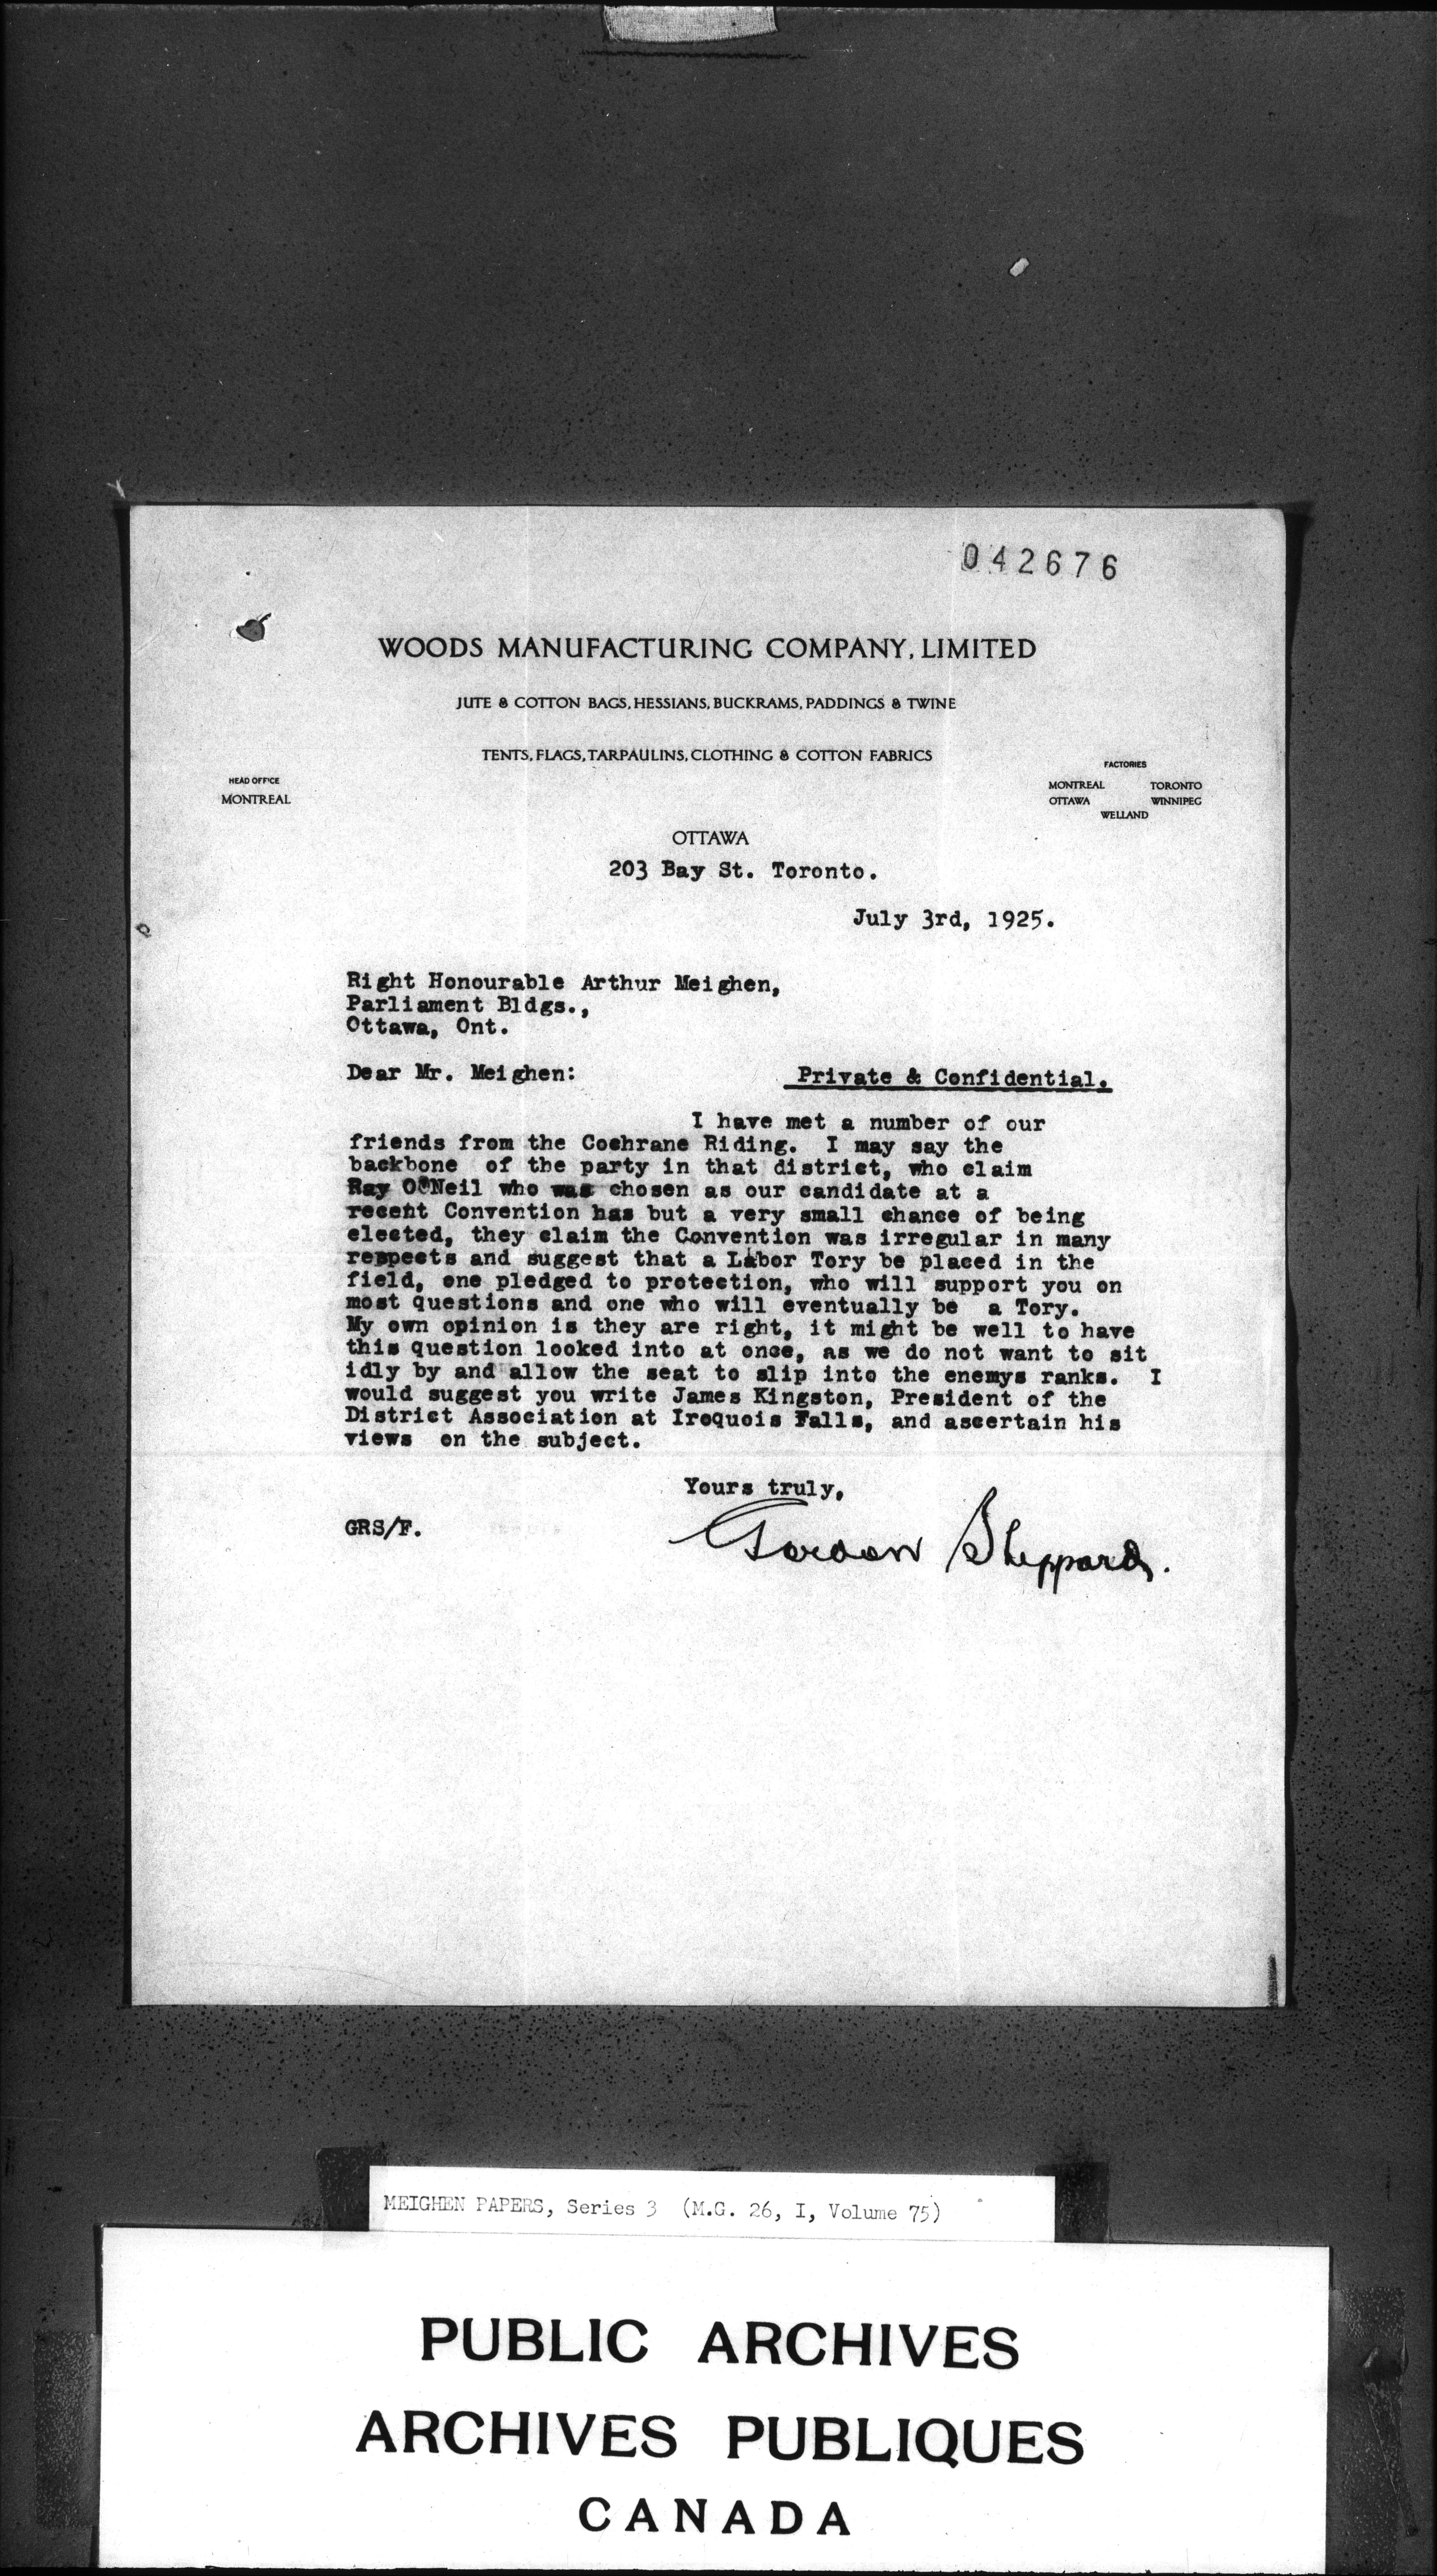 042676
WOODS MANUFACTURING COMPANY, LIMITED
JUTE & COTTON BAGS, HESSIANS, BUCKRAMS, PADDINGS & TWINE
TENTS, FLAGS, TARPAULINS, CLOTHING & COTTON FABRICS
HEAD OFFICE
MONTREAL
FACTORIES
MONTREAL TORONTO
OTTAWA WINNIPEG
WELLAND
OTTAWA
203 Bay St. Toronto.
July 3rd, 1925.
Right Honourable Arthur Meighen,
Parliament Bldgs.,
Ottawa, Ont.
Dear Mr. Meighen: Private & Confidential.
I have met a number of our
friends from the Cochrane Riding. I may say the
backbone of the party in that district, who claim
Ray O'Neil who was chosen as our candidate at a
recent Convention has but a very small chance of being
elected, they claim the Convention was irregular in many
respects and suggest that a Labor Tory be placed in the
field, one pledged to protection, who will support you on
most questions and one who will eventually be a Tory.
My own opinion is they are right, it might be well to have
this question looked into at once, as we do not want to sit
idly by and allow the seat to slip into the enemys ranks. I
would suggest you write James Kingston, President of the
District Association at Iroquois Falls, and ascertain his
views on the subject.
Yours truly,
GRS/F.
Gordon Sheppard.
MEIGHEN PAPERS, Series 3 (M.G. 26, I, Volume 75)
PUBLIC ARCHIVES
ARCHIVES PUBLIQUES
CANADA